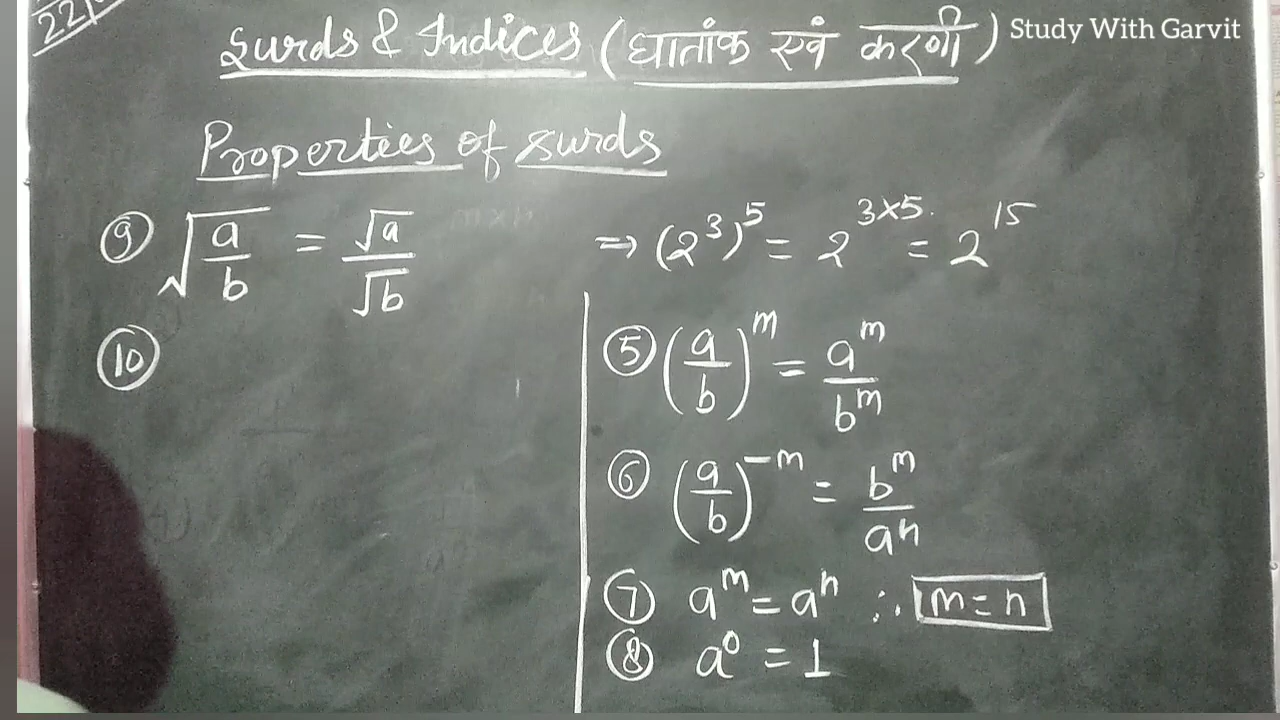 22/
Surds & Indices (घातांक एवं करणी)
Study With Garvit
Properties of surds
⑨ √(a/b) = √a/√b
⑩
⇒ (2³)⁵ = 2^(3×5) = 2¹⁵
⑤ (a/b)^m = a^m/b^m
⑥ (a/b)^-m = b^m/a^n
⑦ a^m = a^n ∴ m = n
⑧ a⁰ = 1